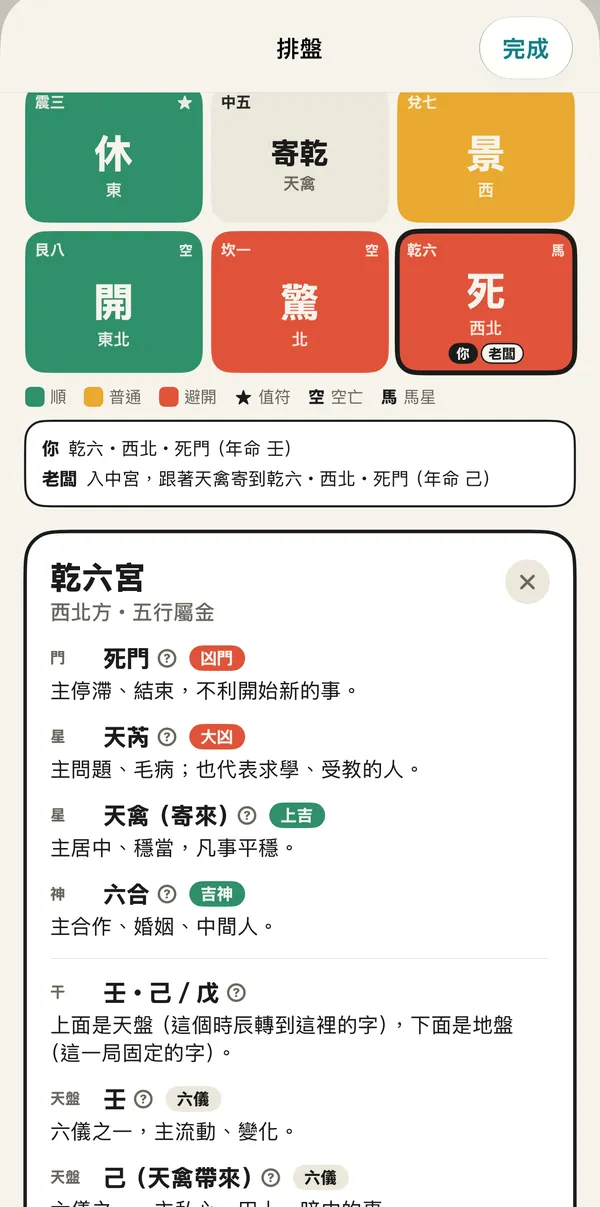 排盤
完成
震三 ★
休
東
中五
寄乾
天禽
兌七
景
西
艮八 空
開
東北
坎一 空
驚
北
乾六 馬
死
西北
你 老闆
順 普通 避開 ★ 值符 空 空亡 馬 馬星
你 乾六・西北・死門（年命 壬）
老闆 入中宮，跟著天禽寄到乾六・西北・死門（年命 己）
乾六宮
西北方・五行屬金
門 死門 ? 凶門
主停滯、結束，不利開始新的事。
星 天芮 ? 大凶
主問題、毛病；也代表求學、受教的人。
星 天禽（寄來）? 上吉
主居中、穩當，凡事平穩。
神 六合 ? 吉神
主合作、婚姻、中間人。
干 壬・己 / 戊 ?
上面是天盤（這個時辰轉到這裡的字），下面是地盤
（這一局固定的字）。
天盤 壬 ? 六儀
六儀之一，主流動、變化。
天盤 己（天禽帶來）? 六儀